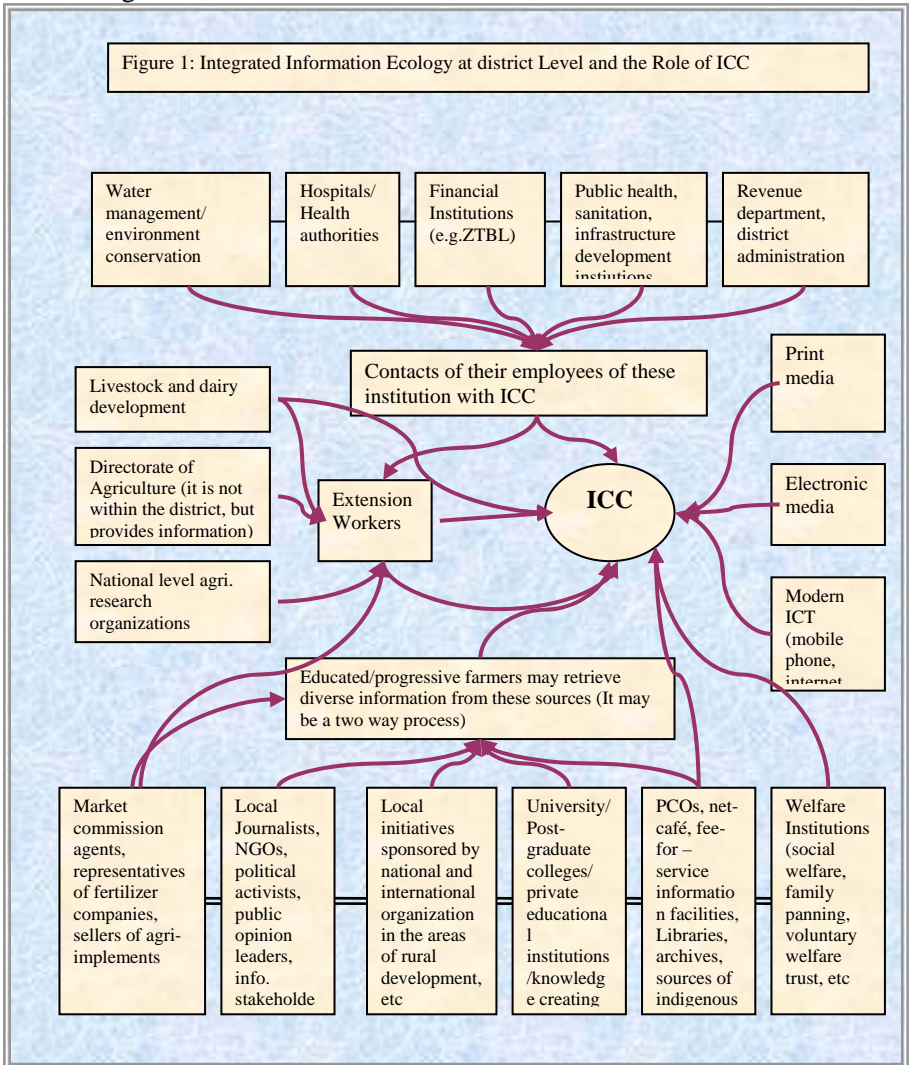 Figure 1: Integrated Information Ecology at district Level and the Role of ICC
Water
management/
environment
conservation
Hospitals/
Health
authorities
Financial
Institutions
(e.g.ZTBL)
Public health,
sanitation,
infrastructure
development
institutions
Revenue
department,
district
administration
Contacts of their employees of these
institution with ICC
Print
media
Livestock and dairy
development
Directorate of
Agriculture (it is not
within the district, but
provides information)
Extension
Workers
ICC
Electronic
media
National level agri.
research
organizations
Modern
ICT
(mobile
phone,
internet
Educated/progressive farmers may retrieve
diverse information from these sources (It may
be a two way process)
Market
commission
agents,
representatives
of fertilizer
companies,
sellers of agri-
implements
Local
Journalists,
NGOs,
political
activists,
public
opinion
leaders,
info.
stakeholde
Local
initiatives
sponsored by
national and
international
organization
in the areas
of rural
development,
etc
University/
Post-
graduate
colleges/
private
educationa
l
institutions
/knowledg
e creating
PCOs, net-
café, fee-
for –
service
informatio
n facilities,
Libraries,
archives,
sources of
indigenous
Welfare
Institutions
(social
welfare,
family
panning,
voluntary
welfare
trust, etc